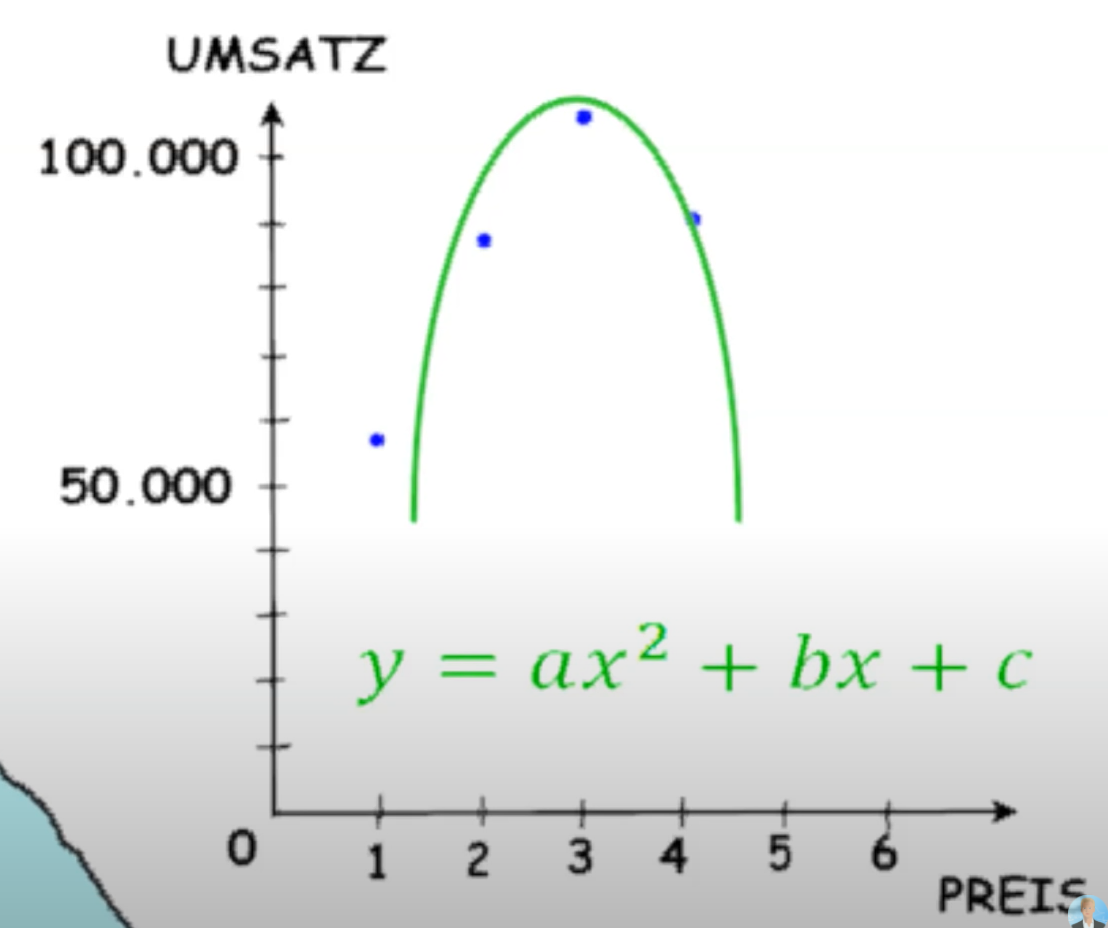 UMSATZ
100.000
50.000
y = ax² + bx + c
0 1 2 3 4 5 6
PREIS